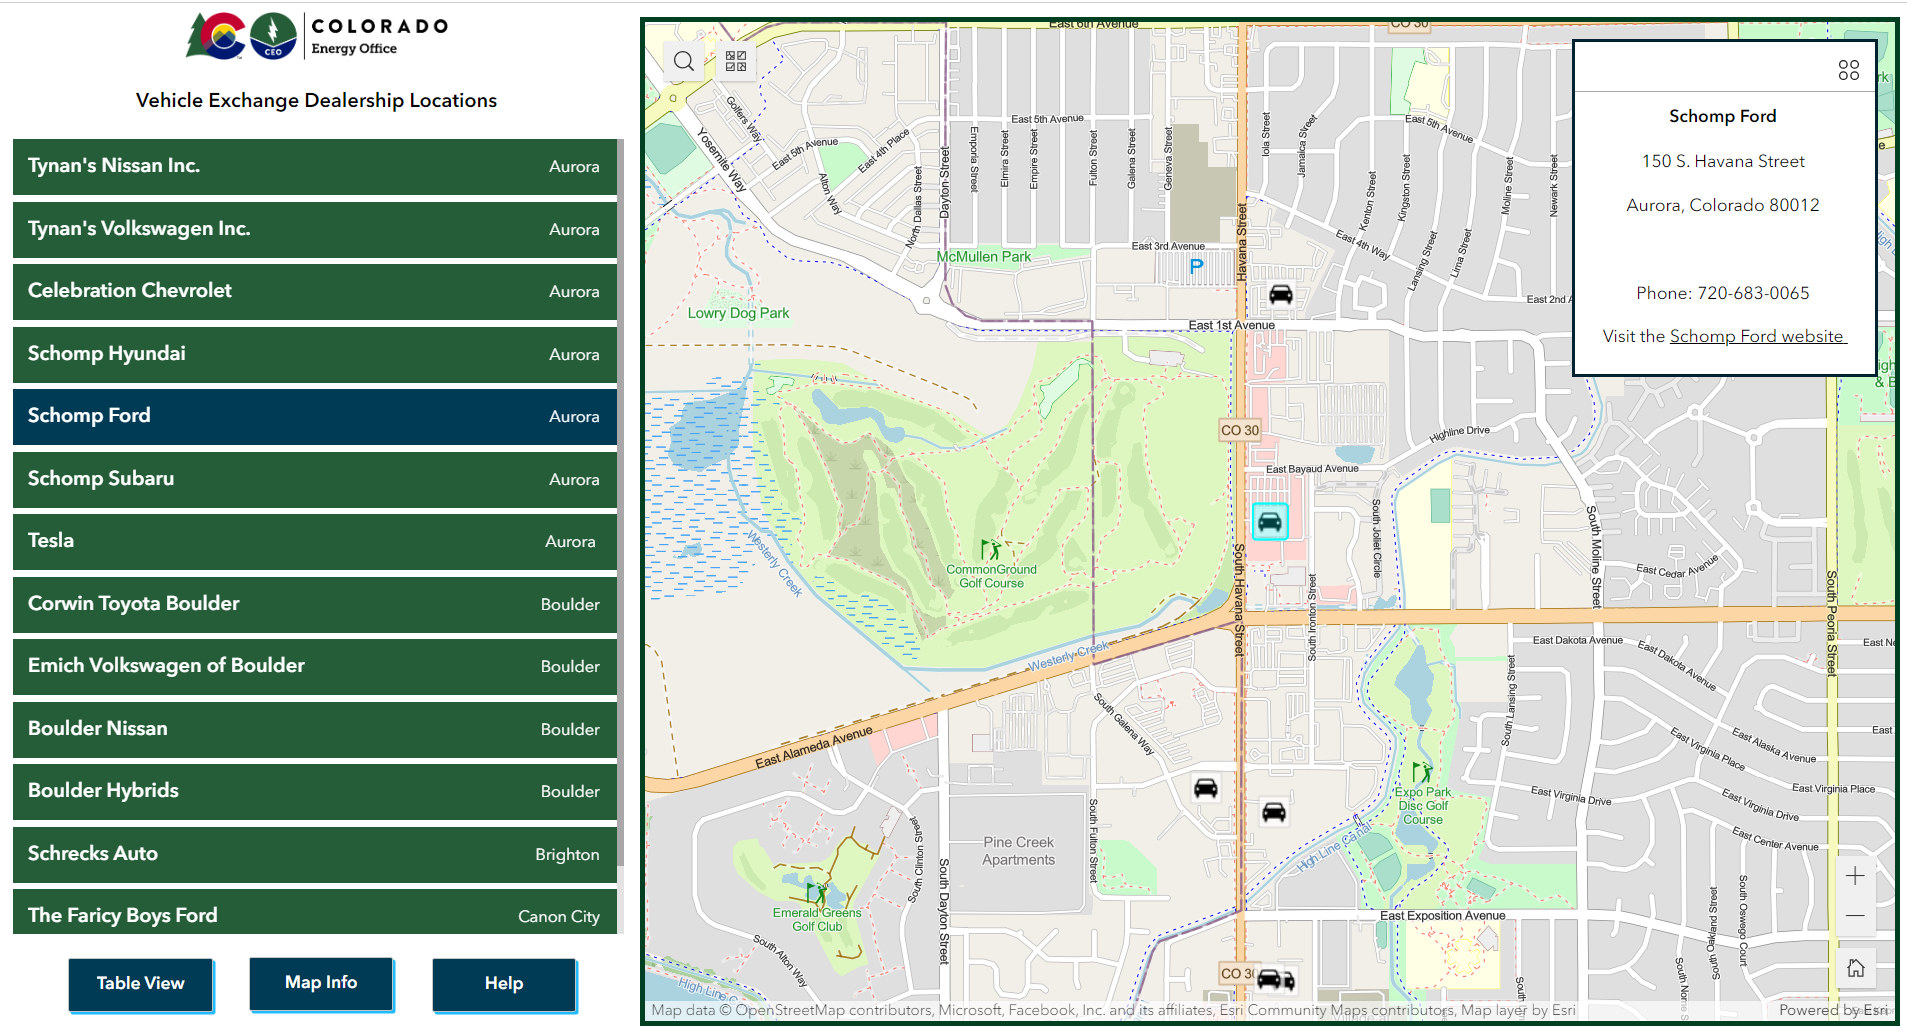 COLORADO
Energy Office
CEO
Vehicle Exchange Dealership Locations
Tynan's Nissan Inc. Aurora
Tynan's Volkswagen Inc. Aurora
Celebration Chevrolet Aurora
Schomp Hyundai Aurora
Schomp Ford Aurora
Schomp Subaru Aurora
Tesla Aurora
Corwin Toyota Boulder Boulder
Emich Volkswagen of Boulder Boulder
Boulder Nissan Boulder
Boulder Hybrids Boulder
Schrecks Auto Brighton
The Faricy Boys Ford Canon City
Table View
Map Info
Help
East 6th Avenue
CO 30
Golfers Way
Yosemite Way
East 5th Avenue
East 4th Place
Alton Way
North Dallas Street
Dayton Street
Emporia Street
Elmira Street
Empire Street
East 5th Avenue
Fulton Street
Galena Street
Geneva Street
Iola Street
Jamaica Street
East 5th Avenue
Kenton Street
Kingston Street
Moline Street
Newark Street
Havana Street
East 4th Way
Lansing Street
Lima Street
East 3rd Avenue
P
McMullen Park
Lowry Dog Park
East 1st Avenue
East 2nd A
Schomp Ford
150 S. Havana Street
Aurora, Colorado 80012
Phone: 720-683-0065
Visit the Schomp Ford website
CO 30
Highline Drive
East Bayaud Avenue
South Joliet Circle
South Moline Street
East Cedar Avenue
South Havana Street
South Ironton Street
South Peoria Street
CommonGround
Golf Course
Westerly Creek
Westerly Creek
East Alameda Avenue
South Galena Way
East Dakota Avenue
East Dakota Avenue
East Ne
South Lansing Street
East Virginia Place
East Alaska Avenue
East
East Virginia Drive
East Virginia Drive
East Virginia Place
East Center Avenue
Expo Park
Disc Golf
Course
High Line Canal
Pine Creek
Apartments
South Fulton Street
South Clinton Street
South Dayton Street
Emerald Greens
Golf Club
South Alton Way
High Line C
East Exposition Avenue
South Oakland Street
South Oswego Court
CO 30
Map data © OpenStreetMap contributors, Microsoft, Facebook, Inc. and its affiliates, Esri Community Maps contributors, Map layer by Esri
Powered by Esri